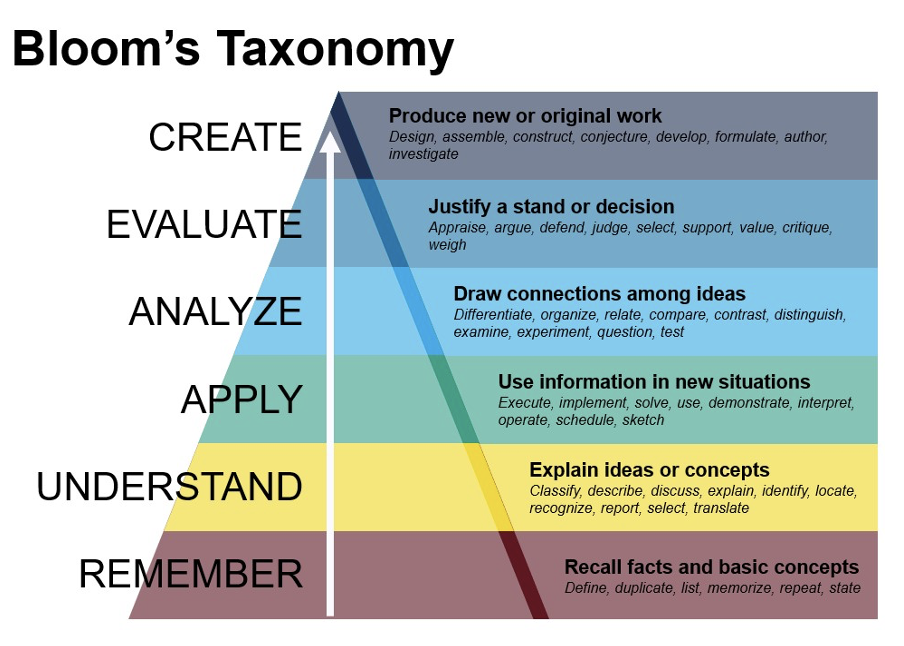 Bloom's Taxonomy
CREATE
Produce new or original work
Design, assemble, construct, conjecture, develop, formulate, author,
investigate
EVALUATE
Justify a stand or decision
Appraise, argue, defend, judge, select, support, value, critique,
weigh
ANALYZE
Draw connections among ideas
Differentiate, organize, relate, compare, contrast, distinguish,
examine, experiment, question, test
APPLY
Use information in new situations
Execute, implement, solve, use, demonstrate, interpret,
operate, schedule, sketch
UNDERSTAND
Explain ideas or concepts
Classify, describe, discuss, explain, identify, locate,
recognize, report, select, translate
REMEMBER
Recall facts and basic concepts
Define, duplicate, list, memorize, repeat, state